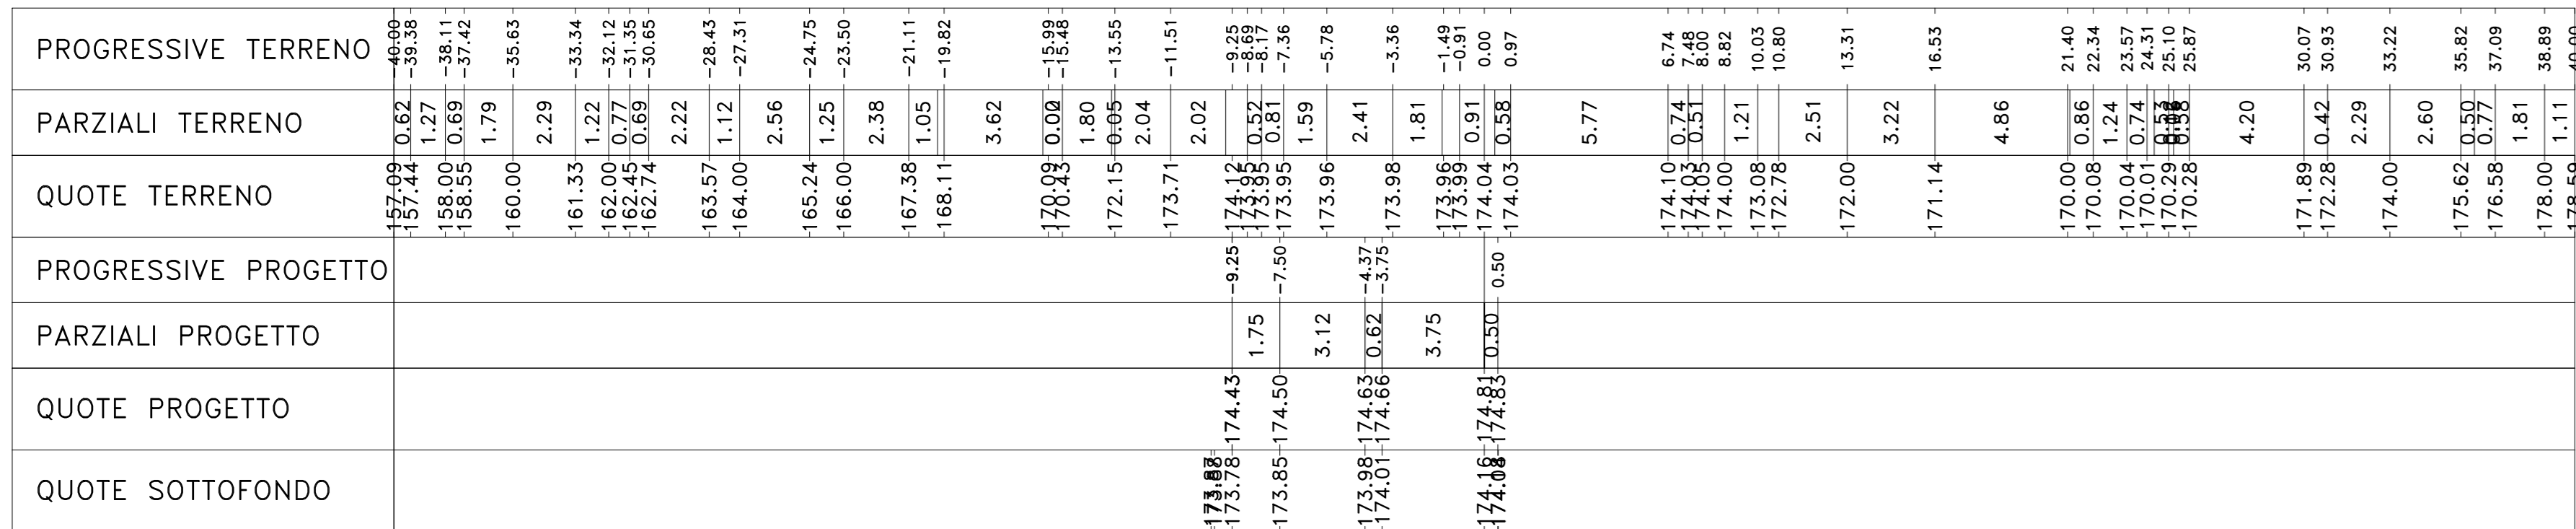 PROGRESSIVE TERRENO -40.00 -39.38 -38.11 -37.42 -35.63 -33.34 -32.12 -31.35 -30.65 -28.43 -27.31 -24.75 -23.50 -21.11 -19.82 -15.99 -15.48 -13.55 -11.51 -9.25 -8.69 -8.17 -7.36 -5.78 -3.36 -1.49 -0.91 0.00 0.97 6.74 7.48 8.00 8.82 10.03 10.80 13.31 16.53 21.40 22.34 23.57 24.31 25.10 25.87 30.07 30.93 33.22 35.82 37.09 38.89 40.00
PARZIALI TERRENO 0.62 1.27 0.69 1.79 2.29 1.22 0.77 0.69 2.22 1.12 2.56 1.25 2.38 1.05 3.62 1.80 0.05 2.04 2.02 0.52 0.81 1.59 2.41 1.81 0.91 0.58 5.77 0.74 0.51 1.21 2.51 3.22 4.86 0.86 1.24 0.74 0.53 0.58 4.20 0.42 2.29 2.60 0.50 0.77 1.81 1.11
QUOTE TERRENO 157.09 157.44 158.00 158.55 160.00 161.33 162.00 162.45 162.74 163.57 164.00 165.24 166.00 167.38 168.11 170.09 170.43 172.15 173.71 174.12 173.95 173.95 173.95 173.96 173.98 173.96 173.99 174.04 174.03 174.10 174.03 174.05 174.00 173.08 172.78 172.00 171.14 170.00 170.08 170.04 170.01 170.29 170.28 171.89 172.28 174.00 175.62 176.58 178.00 178.59
PROGRESSIVE PROGETTO -9.25 -7.50 -4.37 -3.75 0.50
PARZIALI PROGETTO 1.75 3.12 0.62 3.75 0.50
QUOTE PROGETTO 174.43 174.50 174.63 174.66 174.81 174.83
QUOTE SOTTOFONDO 173.78 173.85 173.98 174.01 174.16